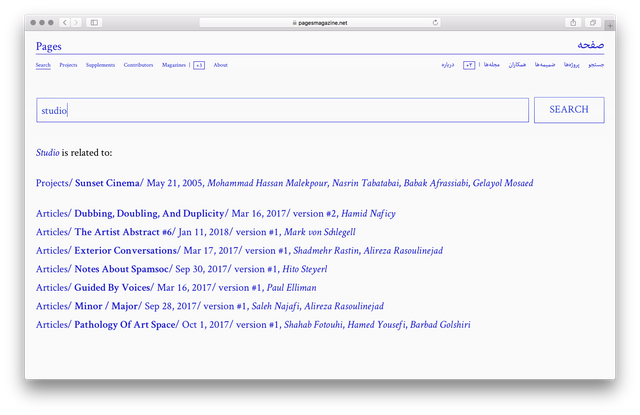 pagesmagazine.net
Pages صفحه
Search Projects Supplements Contributors Magazines | +3 About درباره +۳ | مجله‌ها همکاران ضمیمه‌ها پروژه‌ها جستجو
studio SEARCH
Studio is related to:
Projects/ Sunset Cinema/ May 21, 2005, Mohammad Hassan Malekpour, Nasrin Tabatabai, Babak Afrassiabi, Gelayol Mosaed
Articles/ Dubbing, Doubling, And Duplicity/ Mar 16, 2017/ version #2, Hamid Naficy
Articles/ The Artist Abstract #6/ Jan 11, 2018/ version #1, Mark von Schlegell
Articles/ Exterior Conversations/ Mar 17, 2017/ version #1, Shadmehr Rastin, Alireza Rasoulinejad
Articles/ Notes About Spamsoc/ Sep 30, 2017/ version #1, Hito Steyerl
Articles/ Guided By Voices/ Mar 16, 2017/ version #1, Paul Elliman
Articles/ Minor / Major/ Sep 28, 2017/ version #1, Saleh Najafi, Alireza Rasoulinejad
Articles/ Pathology Of Art Space/ Oct 1, 2017/ version #1, Shahab Fotouhi, Hamed Yousefi, Barbad Golshiri